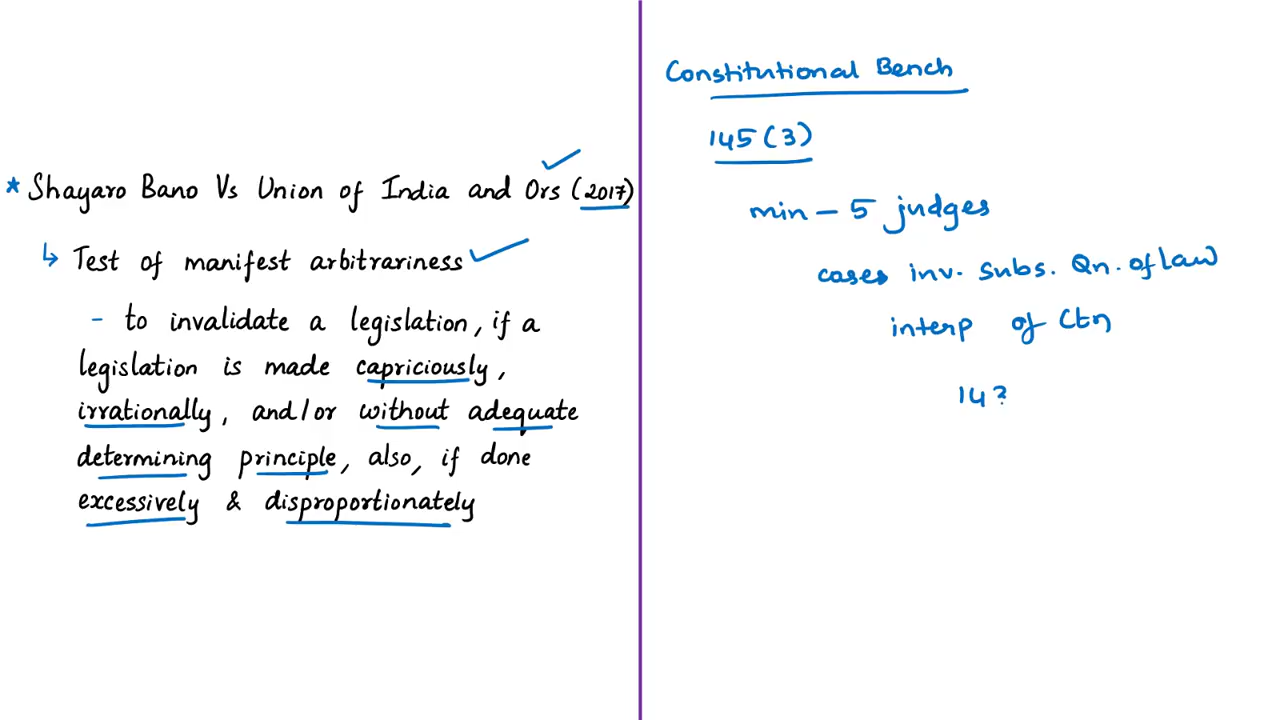 * Shayaro Bano Vs Union of India and Ors (2017)
↳ Test of manifest arbitrariness
- to invalidate a legislation, if a
legislation is made capriciously,
irrationally, and/or without adequate
determining principle, also, if done
excessively & disproportionately
Constitutional Bench
145(3)
min - 5 judges
cases inv. subs. Qn. of Law
interp of Ctn
14?